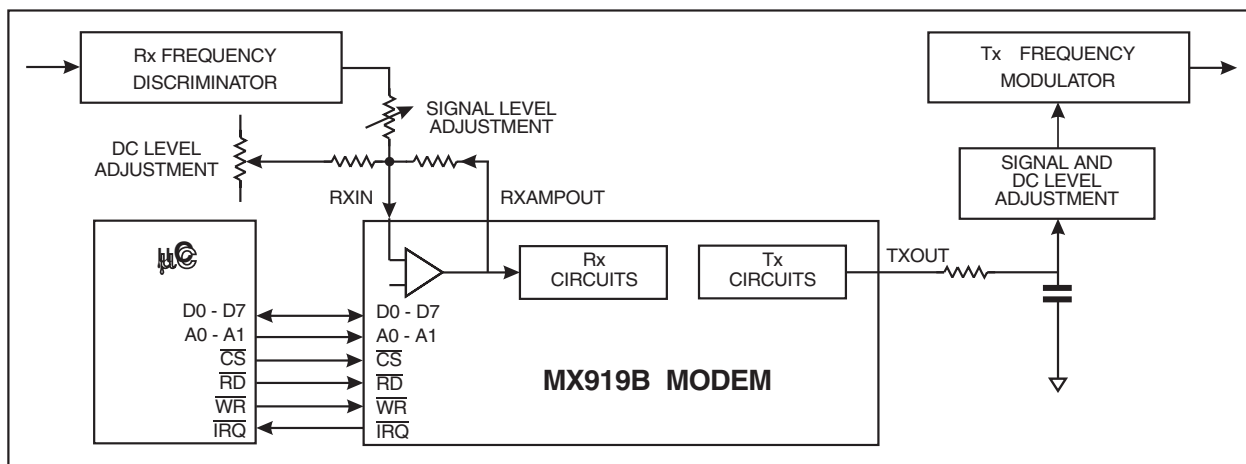 Rx FREQUENCY
DISCRIMINATOR
Tx FREQUENCY
MODULATOR
SIGNAL LEVEL
ADJUSTMENT
DC LEVEL
ADJUSTMENT
SIGNAL AND
DC LEVEL
ADJUSTMENT
RXIN
RXAMPOUT
µC
Rx
CIRCUITS
Tx
CIRCUITS
TXOUT
D0 - D7
A0 - A1
CS
RD
WR
IRQ
D0 - D7
A0 - A1
CS
RD
WR
IRQ
MX919B MODEM